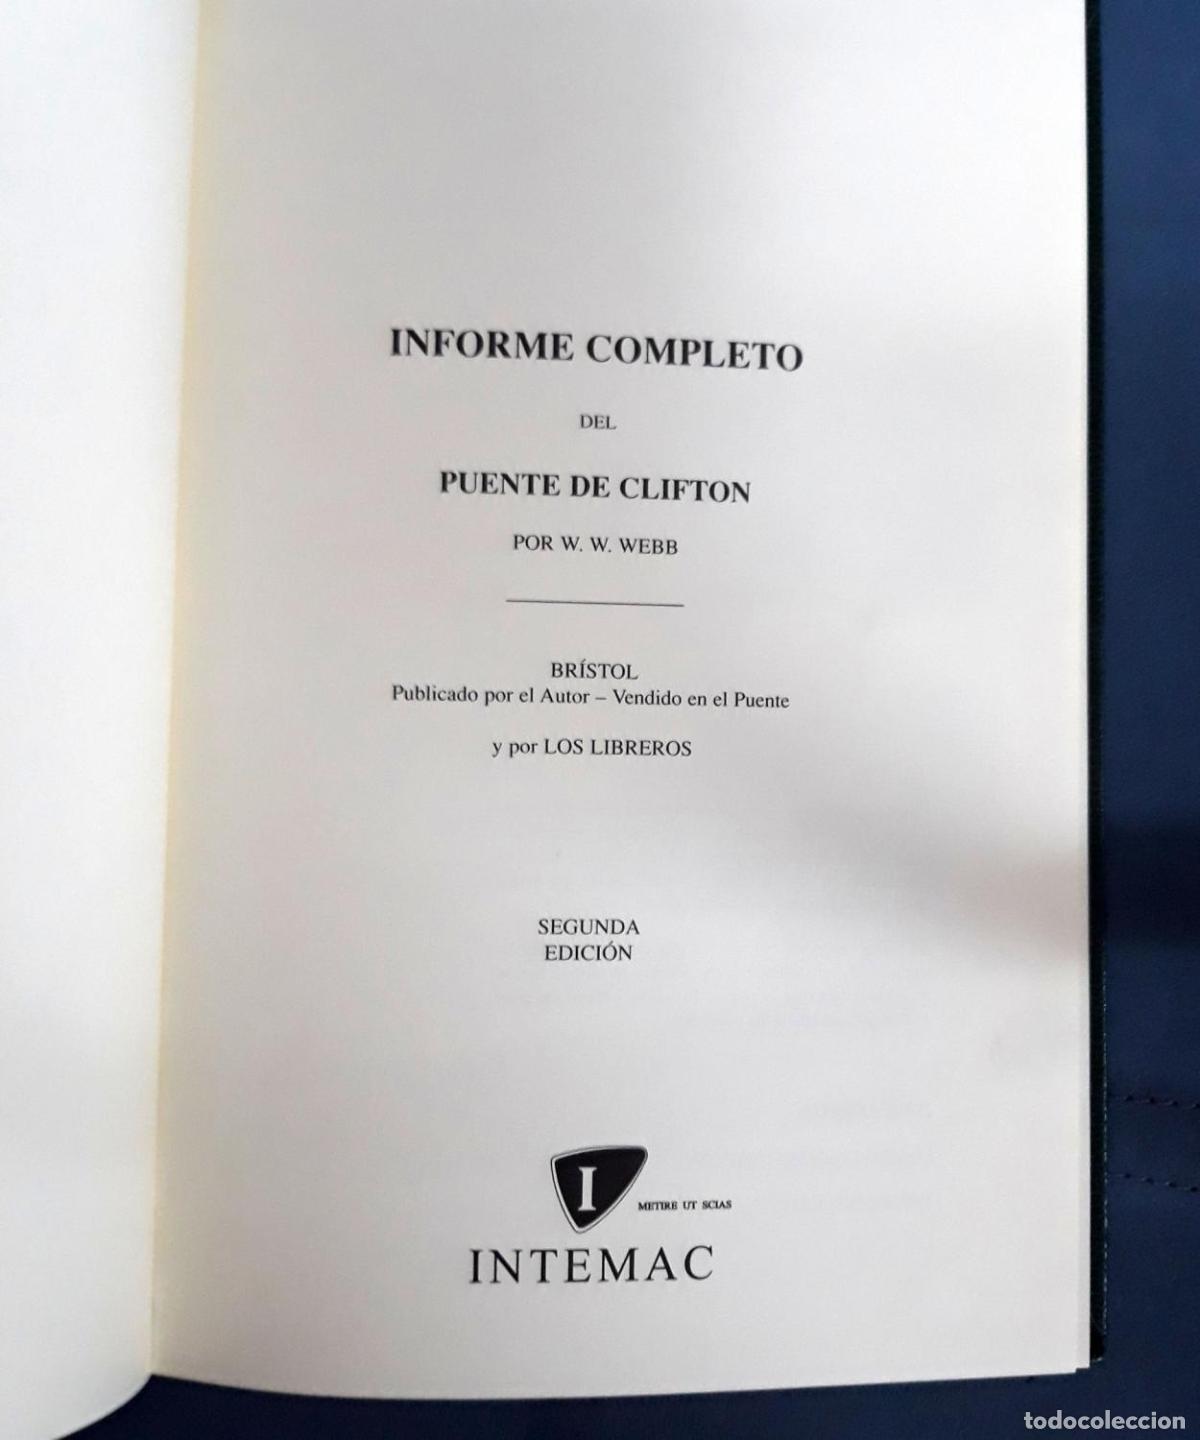 INFORME COMPLETO
DEL
PUENTE DE CLIFTON
POR W. W. WEBB
BRÍSTOL
Publicado por el Autor – Vendido en el Puente
y por LOS LIBREROS
SEGUNDA
EDICIÓN
I
METIRE UT SCIAS
INTEMAC
todocoleccion